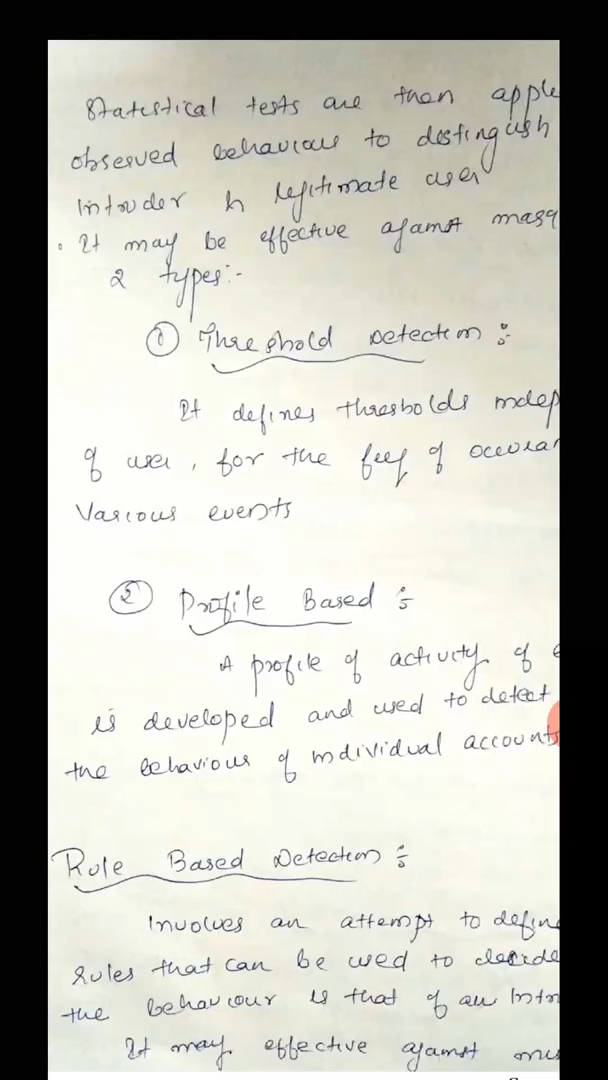 Statistical tests are then apple
observed behaviour to distinguish
Intruder & legitimate user
• It may be effective against masq
2 types:-
① Threshold Detection :-
It defines thresholds indep
of user, for the freq of occura
Various events
② Profile Based :-
A profile of activity of e
is developed and used to detect
the behaviour of individual accounts
Rule Based Detection :-
Involves an attempt to define
rules that can be used to decide
the behaviour is that of an Intr
It may effective against mis